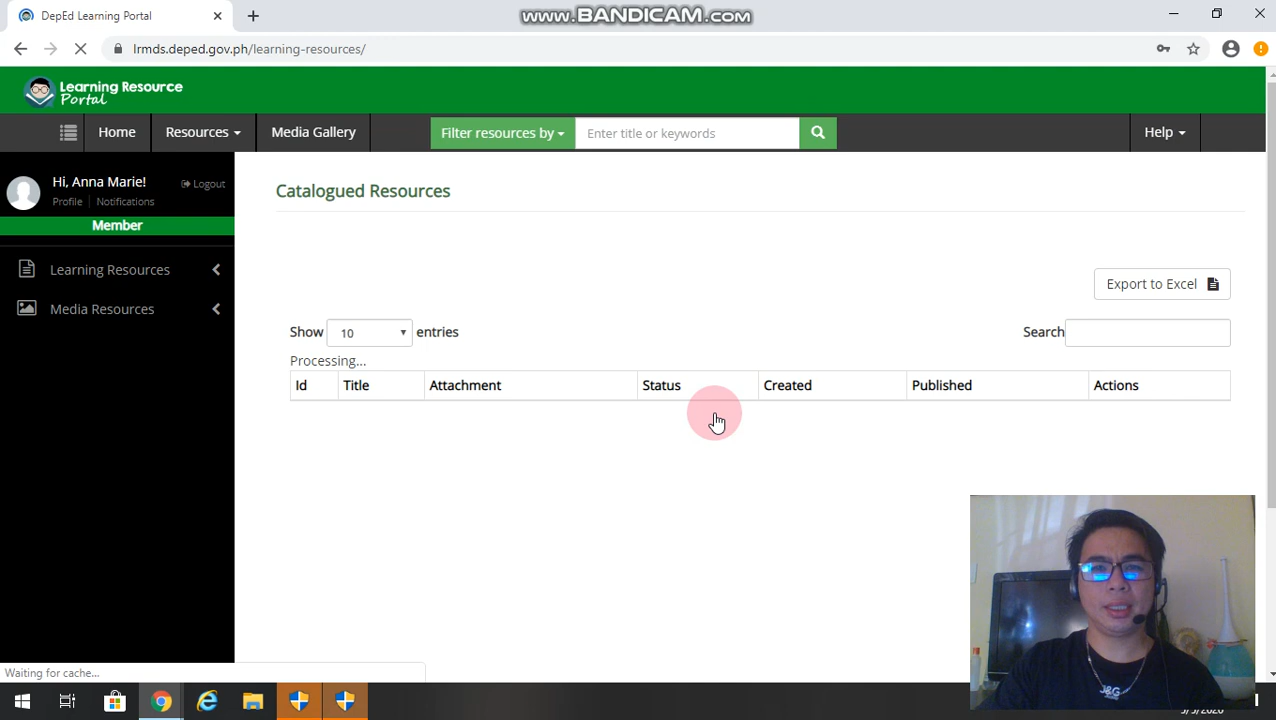 DepEd Learning Portal
www.BANDICAM.com
lrmds.deped.gov.ph/learning-resources/
Learning Resource
Portal
Home
Resources
Media Gallery
Filter resources by
Enter title or keywords
Help
Hi, Anna Marie!
Logout
Profile
Notifications
Member
Learning Resources
Media Resources
Catalogued Resources
Export to Excel
Show 10 entries
Search
Processing...
Id Title Attachment Status Created Published Actions
Waiting for cache...
J&G